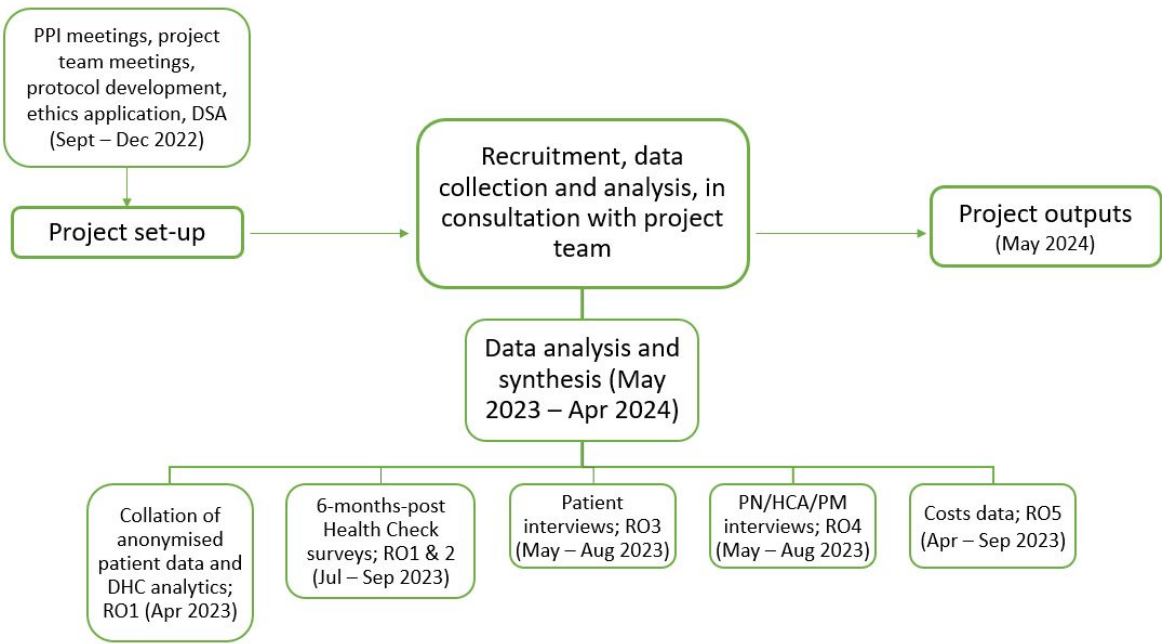 PPI meetings, project
team meetings,
protocol development,
ethics application, DSA
(Sept – Dec 2022)
Project set-up
Recruitment, data
collection and analysis, in
consultation with project
team
Project outputs
(May 2024)
Data analysis and
synthesis (May
2023 – Apr 2024)
Collation of
anonymised
patient data and
DHC analytics;
RO1 (Apr 2023)
6-months-post
Health Check
surveys; RO1 & 2
(Jul – Sep 2023)
Patient
interviews; RO3
(May – Aug 2023)
PN/HCA/PM
interviews; RO4
(May – Aug 2023)
Costs data; RO5
(Apr – Sep 2023)